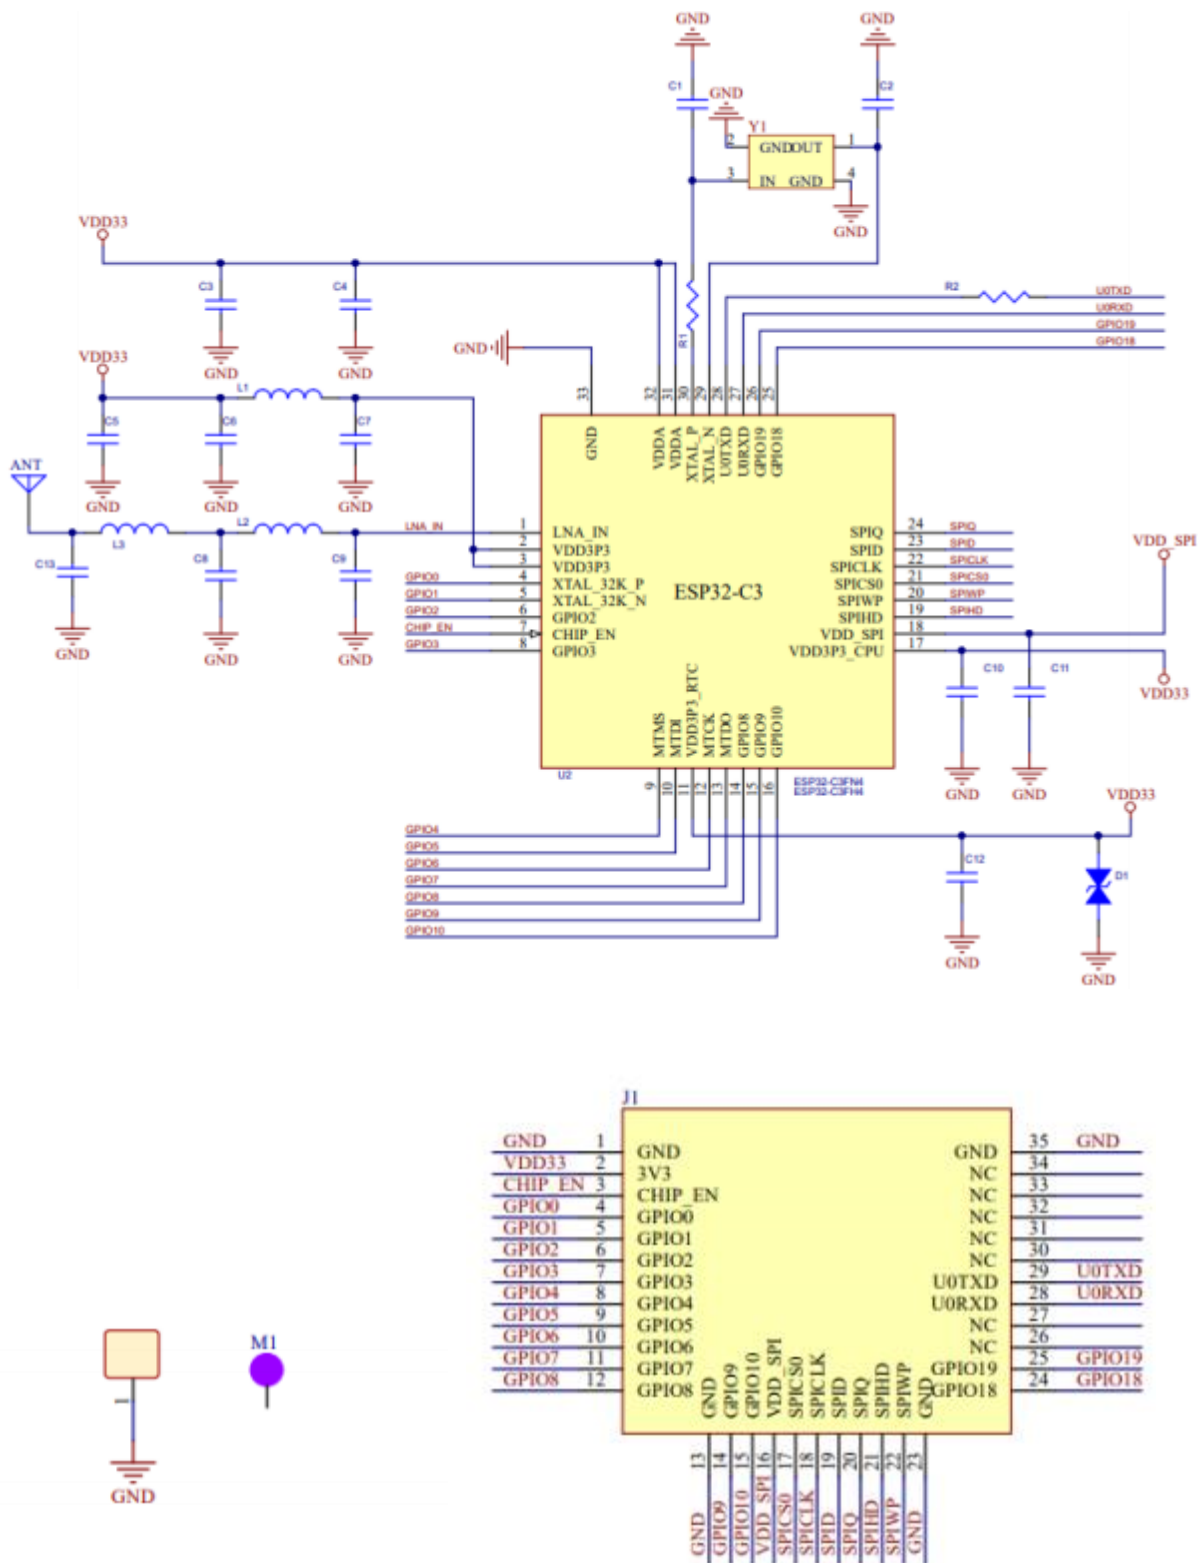 GND
GND
C1
C2
GND
Y1
2 GND OUT 1
3 IN GND 4
GND
VDD33
C3
C4
R2
U0TXD
U0RXD
GPIO19
GPIO18
R1
GND
GND
GND
VDD33
L1
33
32
31
30
29
28
27
26
25
C5
C6
C7
GND
VDDA
VDDA
XTAL_P
XTAL_N
U0TXD
U0RXD
GPIO19
GPIO18
ANT
GND
GND
GND
L2
L3
C13
C8
C9
GND
GND
GND
LNA_IN 1 LNA_IN
2 VDD3P3
3 VDD3P3
GPIO0 4 XTAL_32K_P
GPIO1 5 XTAL_32K_N
GPIO2 6 GPIO2
CHIP_EN 7 CHIP_EN
GPIO3 8 GPIO3
ESP32-C3
SPIQ 24 SPIQ
SPID 23 SPID
SPICLK 22 SPICLK
SPICS0 21 SPICS0
SPIWP 20 SPIWP
SPIHD 19 SPIHD
VDD_SPI 18
VDD3P3_CPU 17
VDD_SPI
C10
C11
VDD33
GND
GND
MTMS
MTDI
VDD3P3_RTC
MTCK
MTDO
GPIO8
GPIO9
GPIO10
U2
ESP32-C3FN4
ESP32-C3FH4
9
10
11
12
13
14
15
16
GPIO4
GPIO5
GPIO6
GPIO7
GPIO8
GPIO9
GPIO10
VDD33
C12
D1
GND
GND
J1
GND 1 GND
VDD33 2 3V3
CHIP_EN 3 CHIP_EN
GPIO0 4 GPIO0
GPIO1 5 GPIO1
GPIO2 6 GPIO2
GPIO3 7 GPIO3
GPIO4 8 GPIO4
GPIO5 9 GPIO5
GPIO6 10 GPIO6
GPIO7 11 GPIO7
GPIO8 12 GPIO8
GND 35 GND
NC 34
NC 33
NC 32
NC 31
NC 30
U0TXD 29 U0TXD
U0RXD 28 U0RXD
NC 27
NC 26
GPIO19 25 GPIO19
GPIO18 24 GPIO18
GND
GPIO9
GPIO10
VDD_SPI
SPICS0
SPICLK
SPID
SPIQ
SPIHD
SPIWP
GND
13
14
15
16
17
18
19
20
21
22
23
GND
GPIO9
GPIO10
VDD_SPI
SPICS0
SPICLK
SPID
SPIQ
SPIHD
SPIWP
GND
1
GND
M1